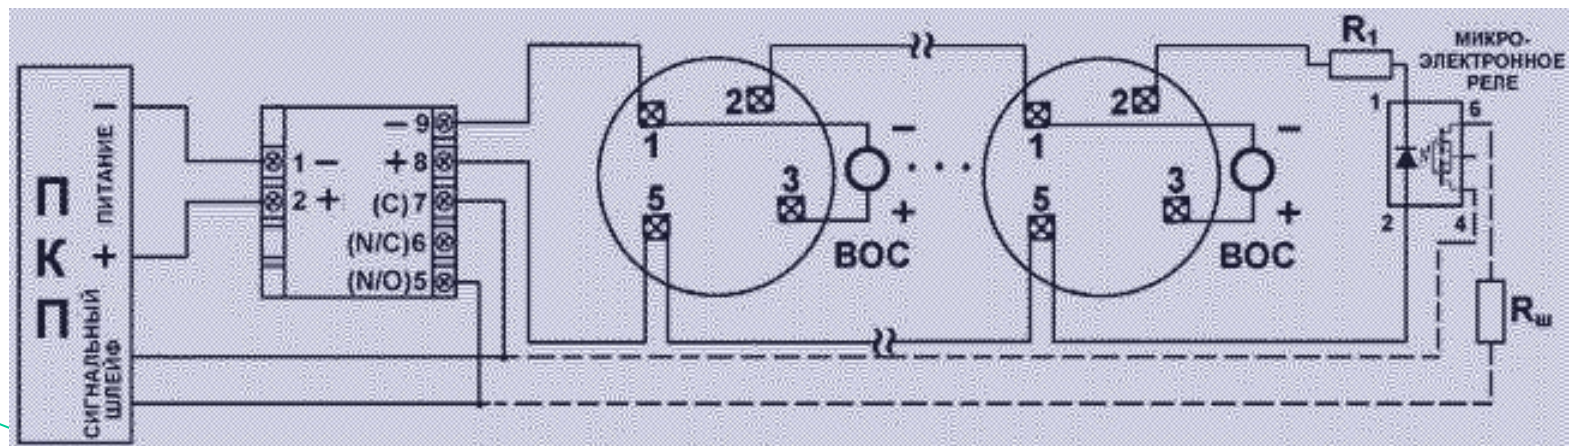 ПКП
− ПИТАНИЕ +
СИГНАЛЬНЫЙ
ШЛЕЙФ
1 −
2 +
− 9
+ 8
(C) 7
(N/C) 6
(N/O) 5
1
2
3
5
−
+
ВОС
. . .
1
2
3
5
−
+
ВОС
R₁
МИКРО-
ЭЛЕКТРОННОЕ
РЕЛЕ
1
6
2
4
Rш